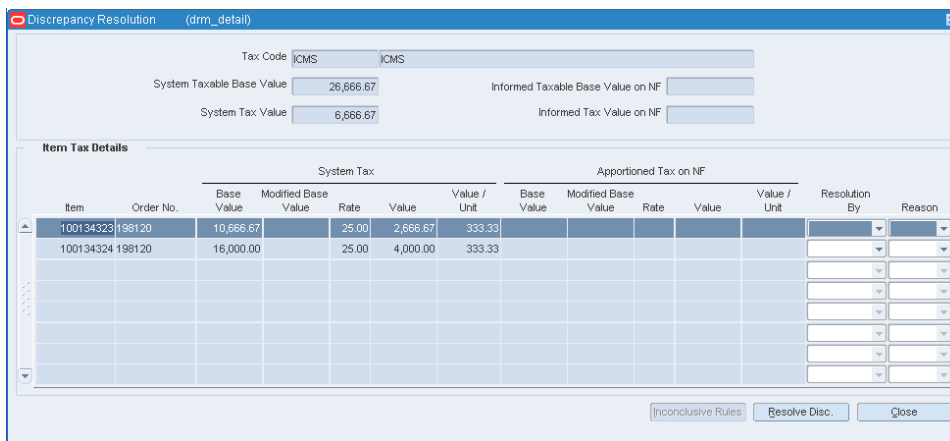 Discrepancy Resolution (drm_detail)
Tax Code ICMS ICMS
System Taxable Base Value 26,666.67 Informed Taxable Base Value on NF
System Tax Value 6,666.67 Informed Tax Value on NF
Item Tax Details
System Tax Apportioned Tax on NF
Base Modified Base Value / Base Modified Base Value / Resolution
Item Order No. Value Value Rate Value Unit Value Value Rate Value Unit By Reason
100134323 198120 10,666.67 25.00 2,666.67 333.33
100134324 198120 16,000.00 25.00 4,000.00 333.33
Inconclusive Rules Resolve Disc. Close